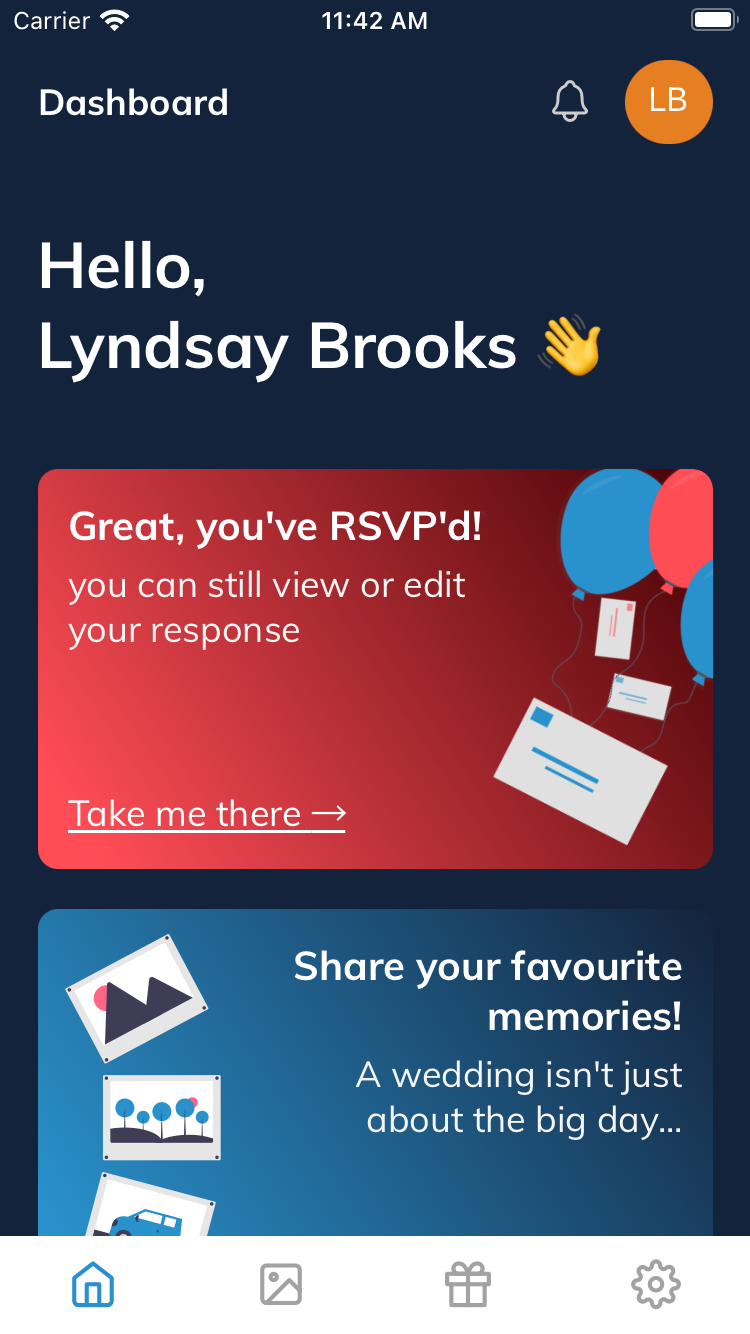 Carrier 11:42 AM
Dashboard LB
Hello,
Lyndsay Brooks 👋
Great, you've RSVP'd!
you can still view or edit
your response
Take me there →
Share your favourite
memories!
A wedding isn't just
about the big day...